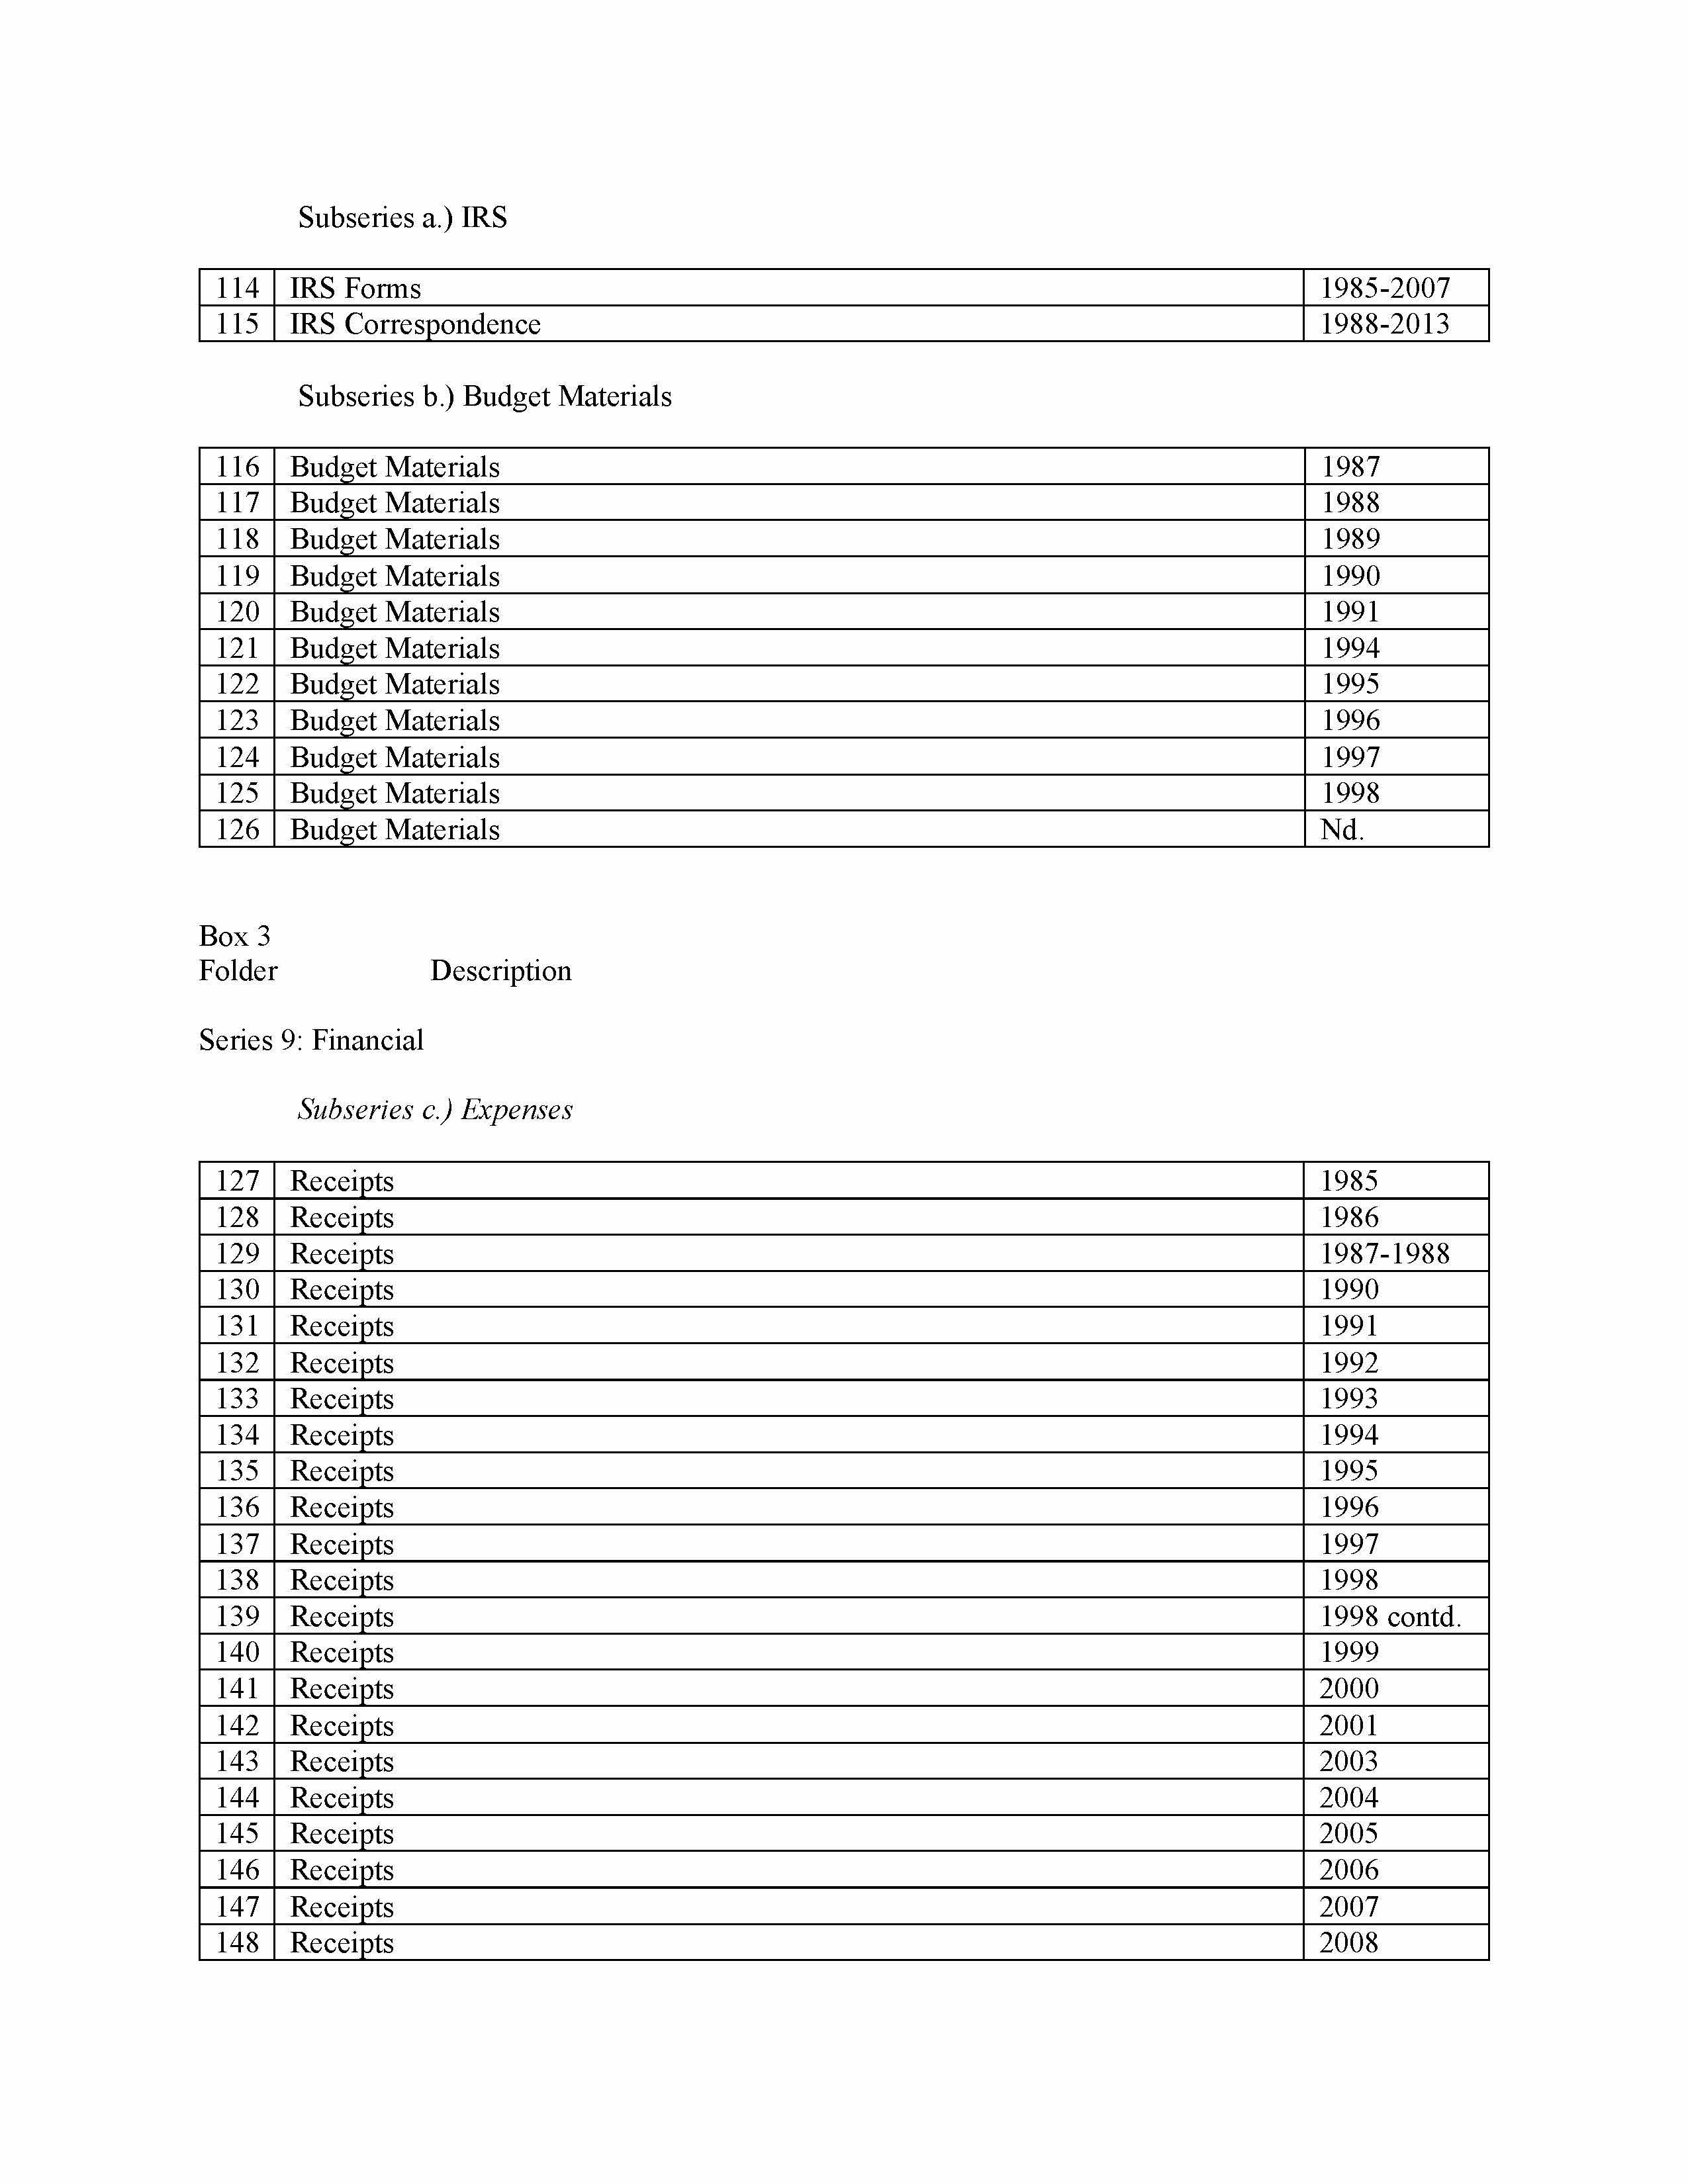 Subseries a.) IRS
114 IRS Forms 1985-2007
115 IRS Correspondence 1988-2013
Subseries b.) Budget Materials
116 Budget Materials 1987
117 Budget Materials 1988
118 Budget Materials 1989
119 Budget Materials 1990
120 Budget Materials 1991
121 Budget Materials 1994
122 Budget Materials 1995
123 Budget Materials 1996
124 Budget Materials 1997
125 Budget Materials 1998
126 Budget Materials Nd.
Box 3
Folder Description
Series 9: Financial
Subseries c.) Expenses
127 Receipts 1985
128 Receipts 1986
129 Receipts 1987-1988
130 Receipts 1990
131 Receipts 1991
132 Receipts 1992
133 Receipts 1993
134 Receipts 1994
135 Receipts 1995
136 Receipts 1996
137 Receipts 1997
138 Receipts 1998
139 Receipts 1998 contd.
140 Receipts 1999
141 Receipts 2000
142 Receipts 2001
143 Receipts 2003
144 Receipts 2004
145 Receipts 2005
146 Receipts 2006
147 Receipts 2007
148 Receipts 2008